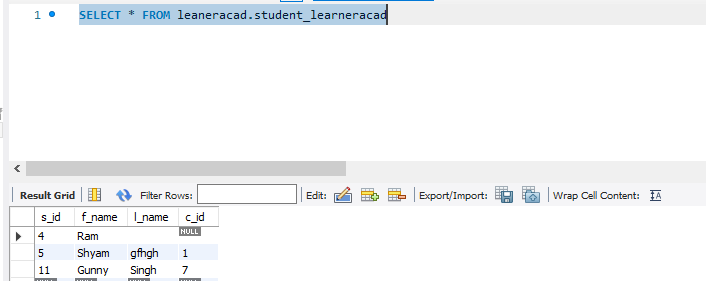 1 SELECT * FROM leaneracad.student_learneracad
Result Grid Filter Rows: Edit: Export/Import: Wrap Cell Content:
s_id f_name l_name c_id
4 Ram NULL
5 Shyam gfhgh 1
11 Gunny Singh 7